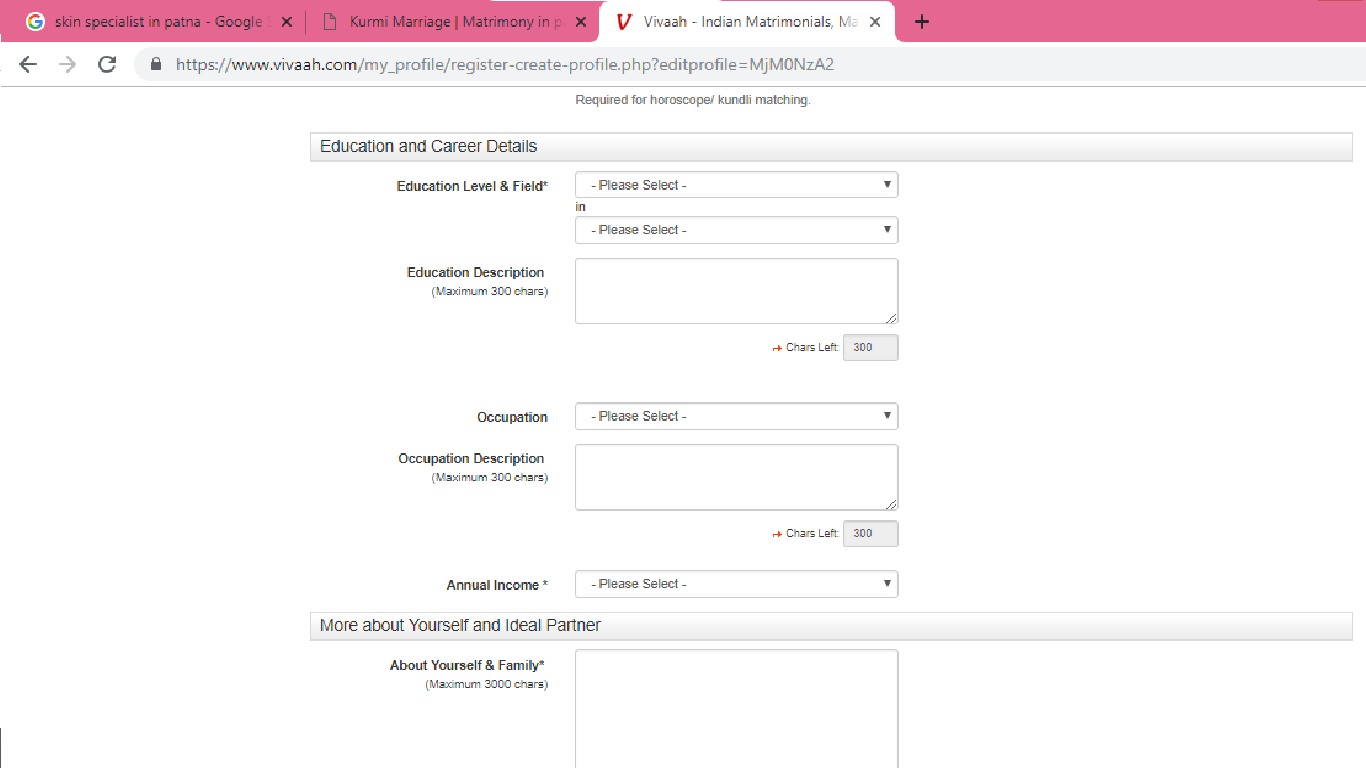 skin specialist in patna - Google
Kurmi Marriage | Matrimony in p
Vivaah - Indian Matrimonials, Ma
https://www.vivaah.com/my_profile/register-create-profile.php?editprofile=MjM0NzA2
Required for horoscope/ kundli matching.
Education and Career Details
Education Level & Field*
- Please Select -
in
- Please Select -
Education Description
(Maximum 300 chars)
Chars Left: 300
Occupation
- Please Select -
Occupation Description
(Maximum 300 chars)
Chars Left: 300
Annual Income *
- Please Select -
More about Yourself and Ideal Partner
About Yourself & Family*
(Maximum 3000 chars)